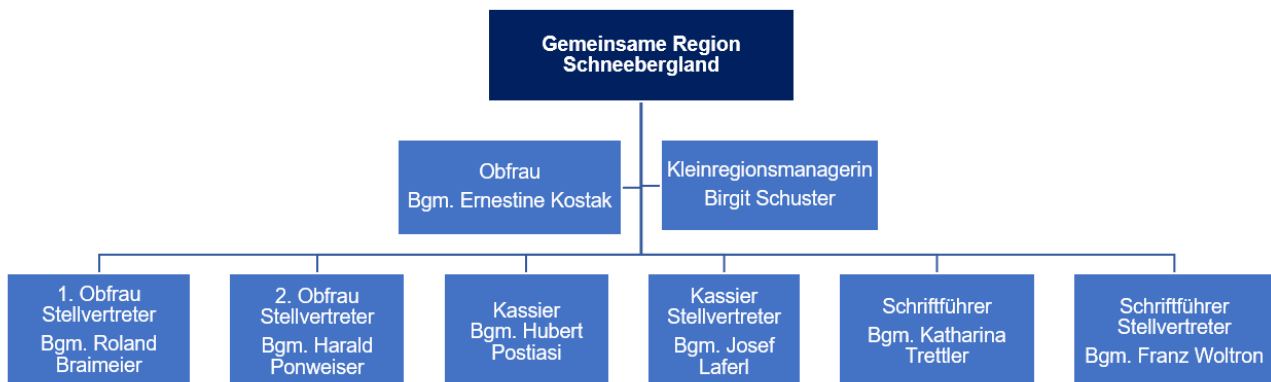 Gemeinsame Region
Schneebergland
Obfrau
Bgm. Ernestine Kostak
Kleinregionsmanagerin
Birgit Schuster
1. Obfrau
Stellvertreter
Bgm. Roland
Braimeier
2. Obfrau
Stellvertreter
Bgm. Harald
Ponweiser
Kassier
Bgm. Hubert
Postiasi
Kassier
Stellvertreter
Bgm. Josef
Laferl
Schriftführer
Bgm. Katharina
Trettler
Schriftführer
Stellvertreter
Bgm. Franz Woltron